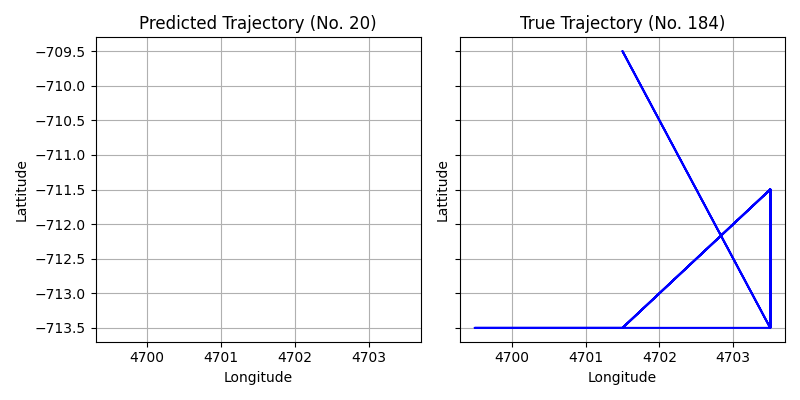 Predicted Trajectory (No. 20)
True Trajectory (No. 184)
−709.5
−710.0
−710.5
−711.0
−711.5
−712.0
−712.5
−713.0
−713.5
Lattitude
Lattitude
4700 4701 4702 4703
4700 4701 4702 4703
Longitude
Longitude